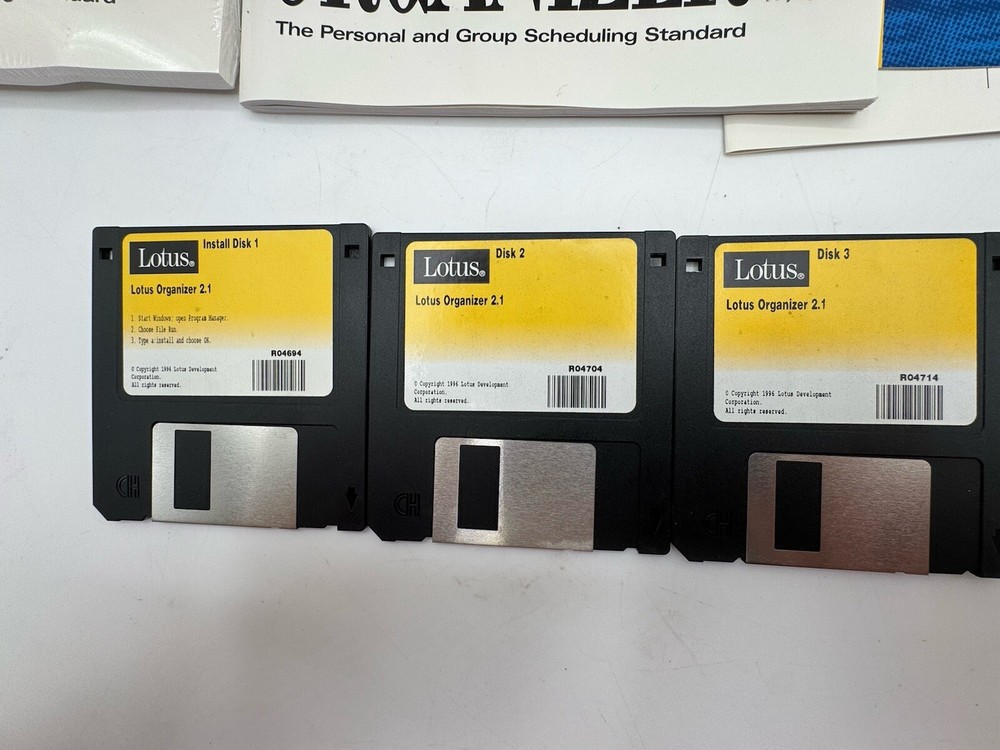 ORGANIZER
The Personal and Group Scheduling Standard
Lotus® Install Disk 1
Lotus Organizer 2.1
1. Start Windows; open Program Manager.
2. Choose File Run.
3. Type a:install and choose OK.
R04694
© Copyright 1996 Lotus Development
Corporation.
All rights reserved.
Lotus® Disk 2
Lotus Organizer 2.1
R04704
© Copyright 1996 Lotus Development
Corporation.
All rights reserved.
Lotus® Disk 3
Lotus Organizer 2.1
R04714
© Copyright 1996 Lotus Development
Corporation.
All rights reserved.